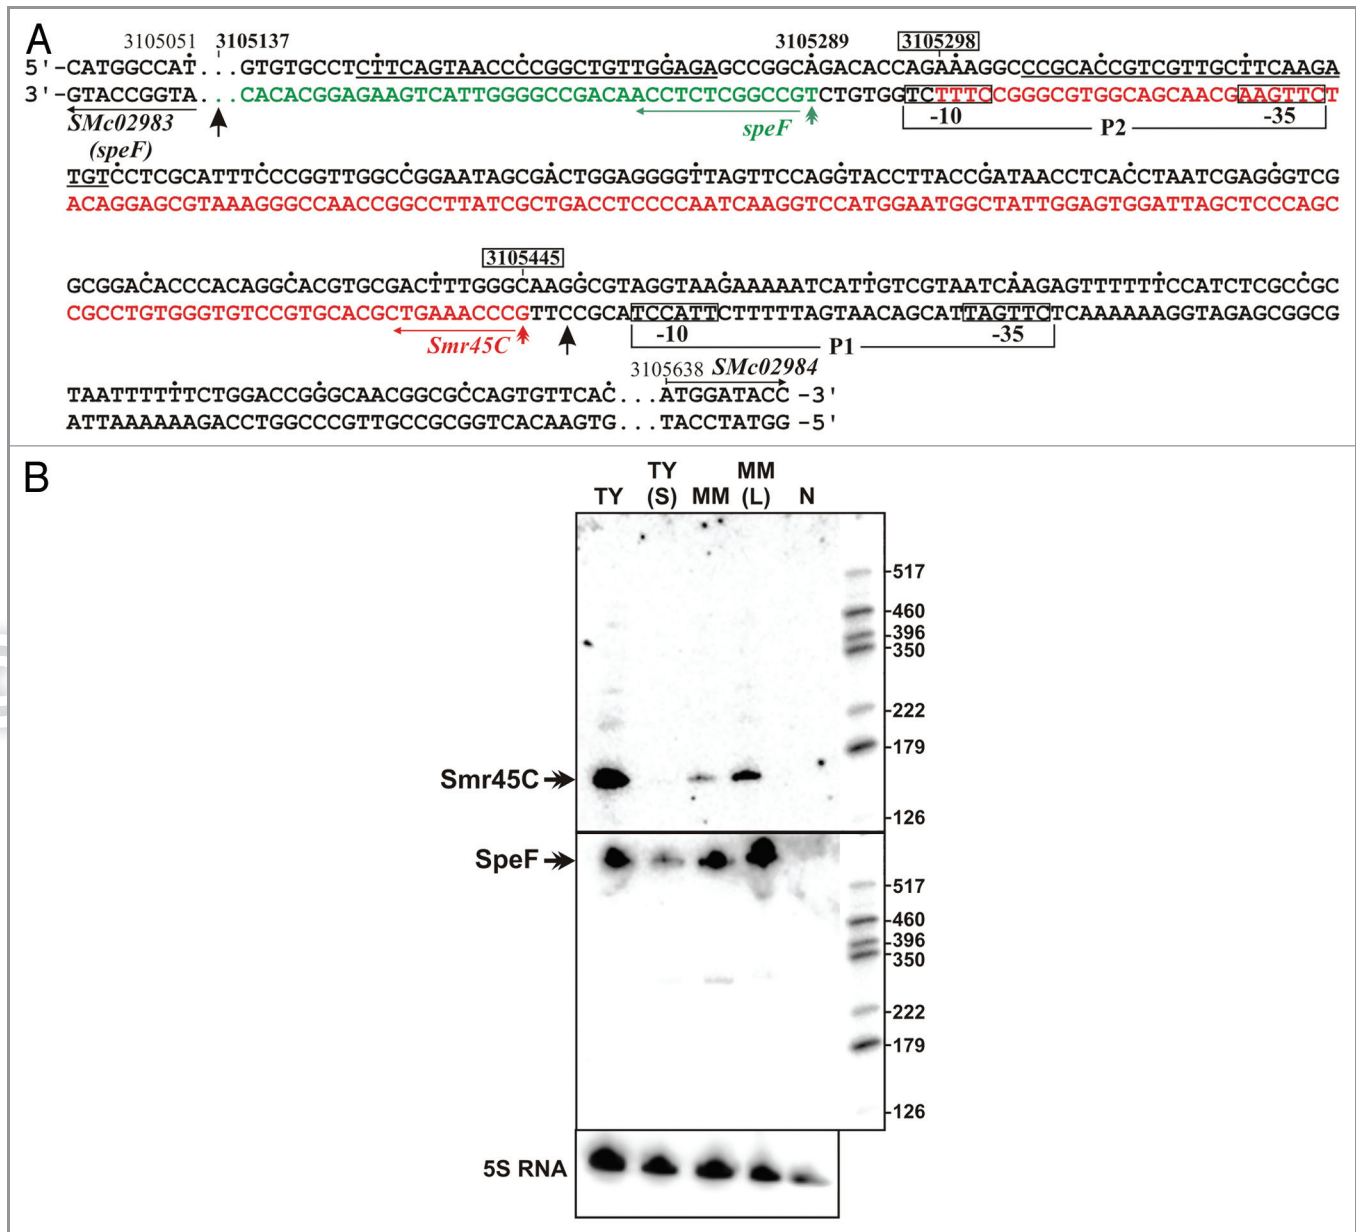 A
3105051 3105137 3105289 3105298
5'-CATGGCCAT...GTGTGCCTCCTTCAGTAACCCCCGGCTGTTGGAGAGCCGGCAGACACCAGAAAGGCCCGCACCGTCGTTGCTTCAAGA
3'-GTACCGGTA...CACACGGAGAAGTCATTGGGGCCGACAACCTCTCGGCCGTCTGTGGTCTTTCCGGGCGTGGCAGCAACGAAGTTCT
SMc02983 speF -10 P2 -35
(speF)
TGTCCTCGCATTTCCCGGTTGGCCGGAATAGCGACTGGAGGGGTTAGTTCCAGGTACCTTACCGATAACCTCACCTAATCGAGGGTCG
ACAGGAGCGTAAAGGGCCAACCGGCCTTATCGCTGACCTCCCCAATCAAGGTCCATGGAATGGCTATTGGAGTGGATTAGCTCCCAGC
3105445
GCGGACACCCACAGGCACGTGCGACTTTGGGCAAGGCGTAGGTAAGAAAAATCATTGTCGTAATCAAGAGTTTTTTCCATCTCGCCGC
CGCCTGTGGGTGTCCGTGCACGCTGAAACCCGTTCCGCATCCATTCTTTTTAGTAACAGCATTAGTTCTCAAAAAAGGTAGAGCGGCG
Smr45C -10 P1 -35
3105638 SMc02984
TAATTTTTTCTGGACCGGGCAACGGCGCCAGTGTTCAC...ATGGATACC-3'
ATTAAAAAAGACCTGGCCCGTTGCCGCGGTCACAAGTG...TACCTATGG-5'
B
TY TY (S) MM MM (L) N
517
460
396
350
222
179
Smr45C
126
SpeF
517
460
396
350
222
179
126
5S RNA